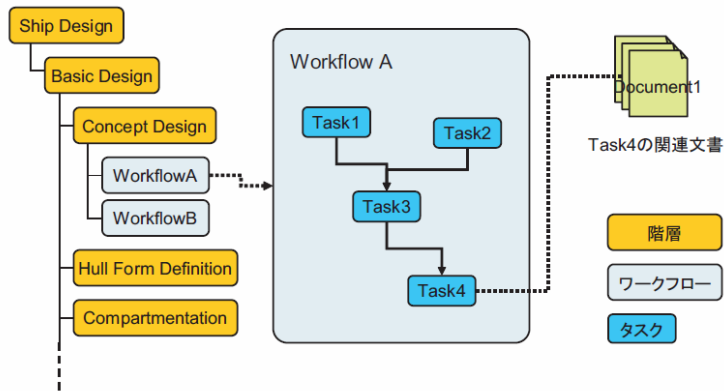 Ship Design
Basic Design
Concept Design
WorkflowA
WorkflowB
Hull Form Definition
Compartmentation
Workflow A
Task1
Task2
Task3
Task4
Document1
Task4の関連文書
階層
ワークフロー
タスク